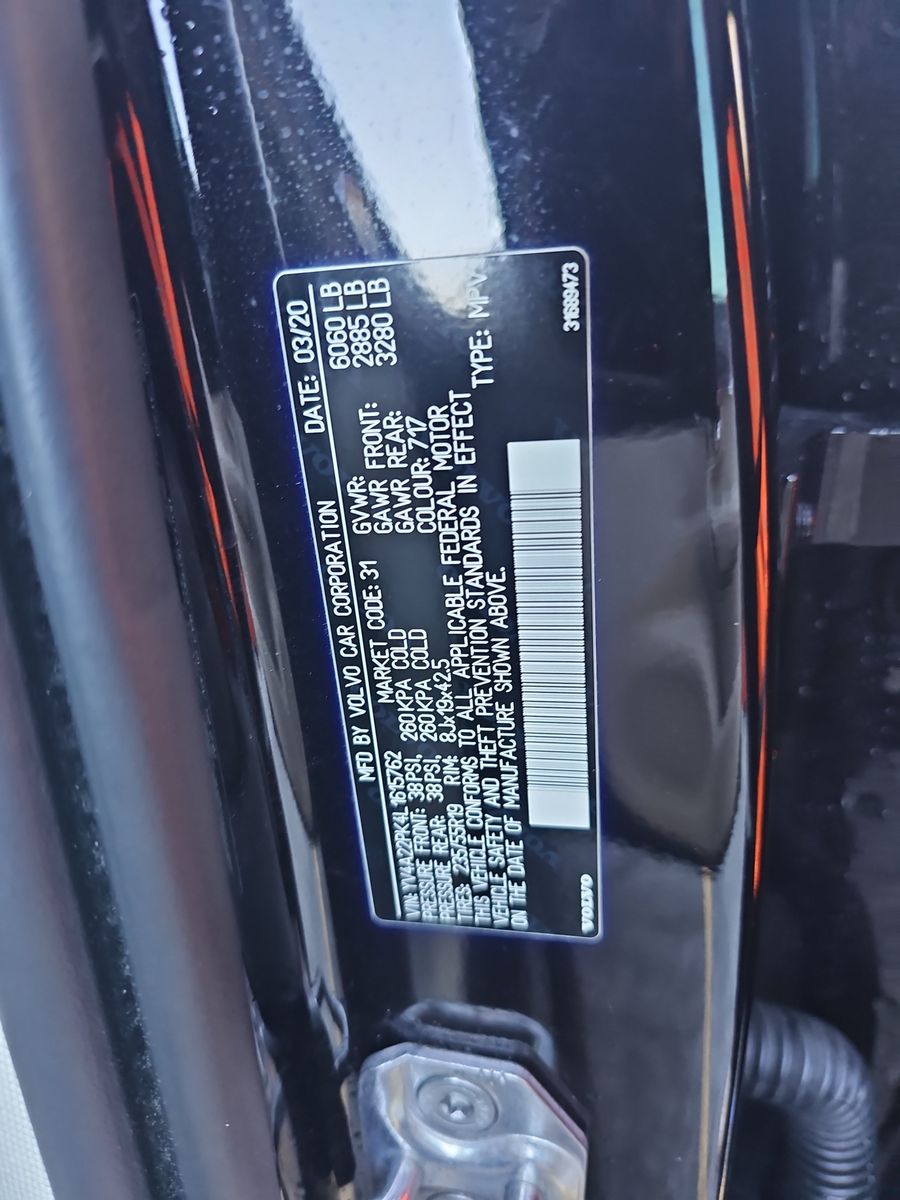 MFD BY VOLVO CAR CORPORATION DATE: 03/20
VIN: YV4A22PK4L1615762 MARKET CODE: 31 GVWR: 6060 LB
PRESSURE FRONT: 38PSI, 260KPA COLD GAWR FRONT: 2885 LB
PRESSURE REAR: 38PSI, 260KPA COLD GAWR REAR: 3280 LB
TIRES: 235/55R19 RIM: 8Jx19x42.5 COLOUR: 717
THIS VEHICLE CONFORMS TO ALL APPLICABLE FEDERAL MOTOR
VEHICLE SAFETY AND THEFT PREVENTION STANDARDS IN EFFECT
ON THE DATE OF MANUFACTURE SHOWN ABOVE. TYPE: MPV
VOLVO 31689473